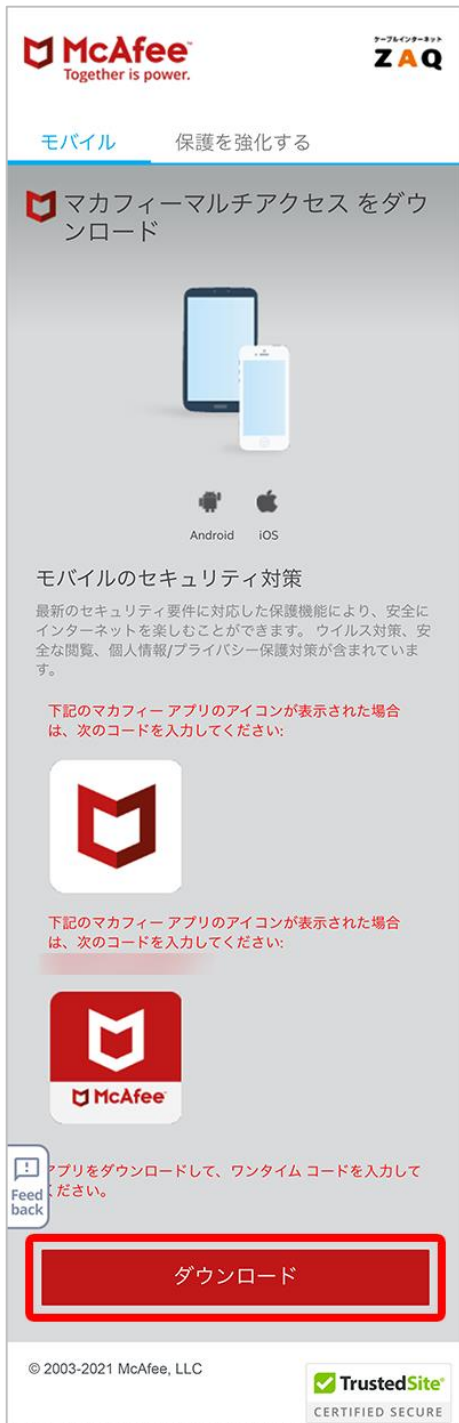 McAfee™
Together is power.
ケーブルインターネット
ZAQ
モバイル
保護を強化する
マカフィーマルチアクセス をダウ
ンロード
Android
iOS
モバイルのセキュリティ対策
最新のセキュリティ要件に対応した保護機能により、安全に
インターネットを楽しむことができます。 ウイルス対策、安
全な閲覧、個人情報/プライバシー保護対策が含まれていま
す。
下記のマカフィー アプリのアイコンが表示された場合
は、次のコードを入力してください:
下記のマカフィー アプリのアイコンが表示された場合
は、次のコードを入力してください:
McAfee™
アプリをダウンロードして、ワンタイム コードを入力して
ください。
Feed
back
ダウンロード
© 2003-2021 McAfee, LLC
TrustedSite®
CERTIFIED SECURE